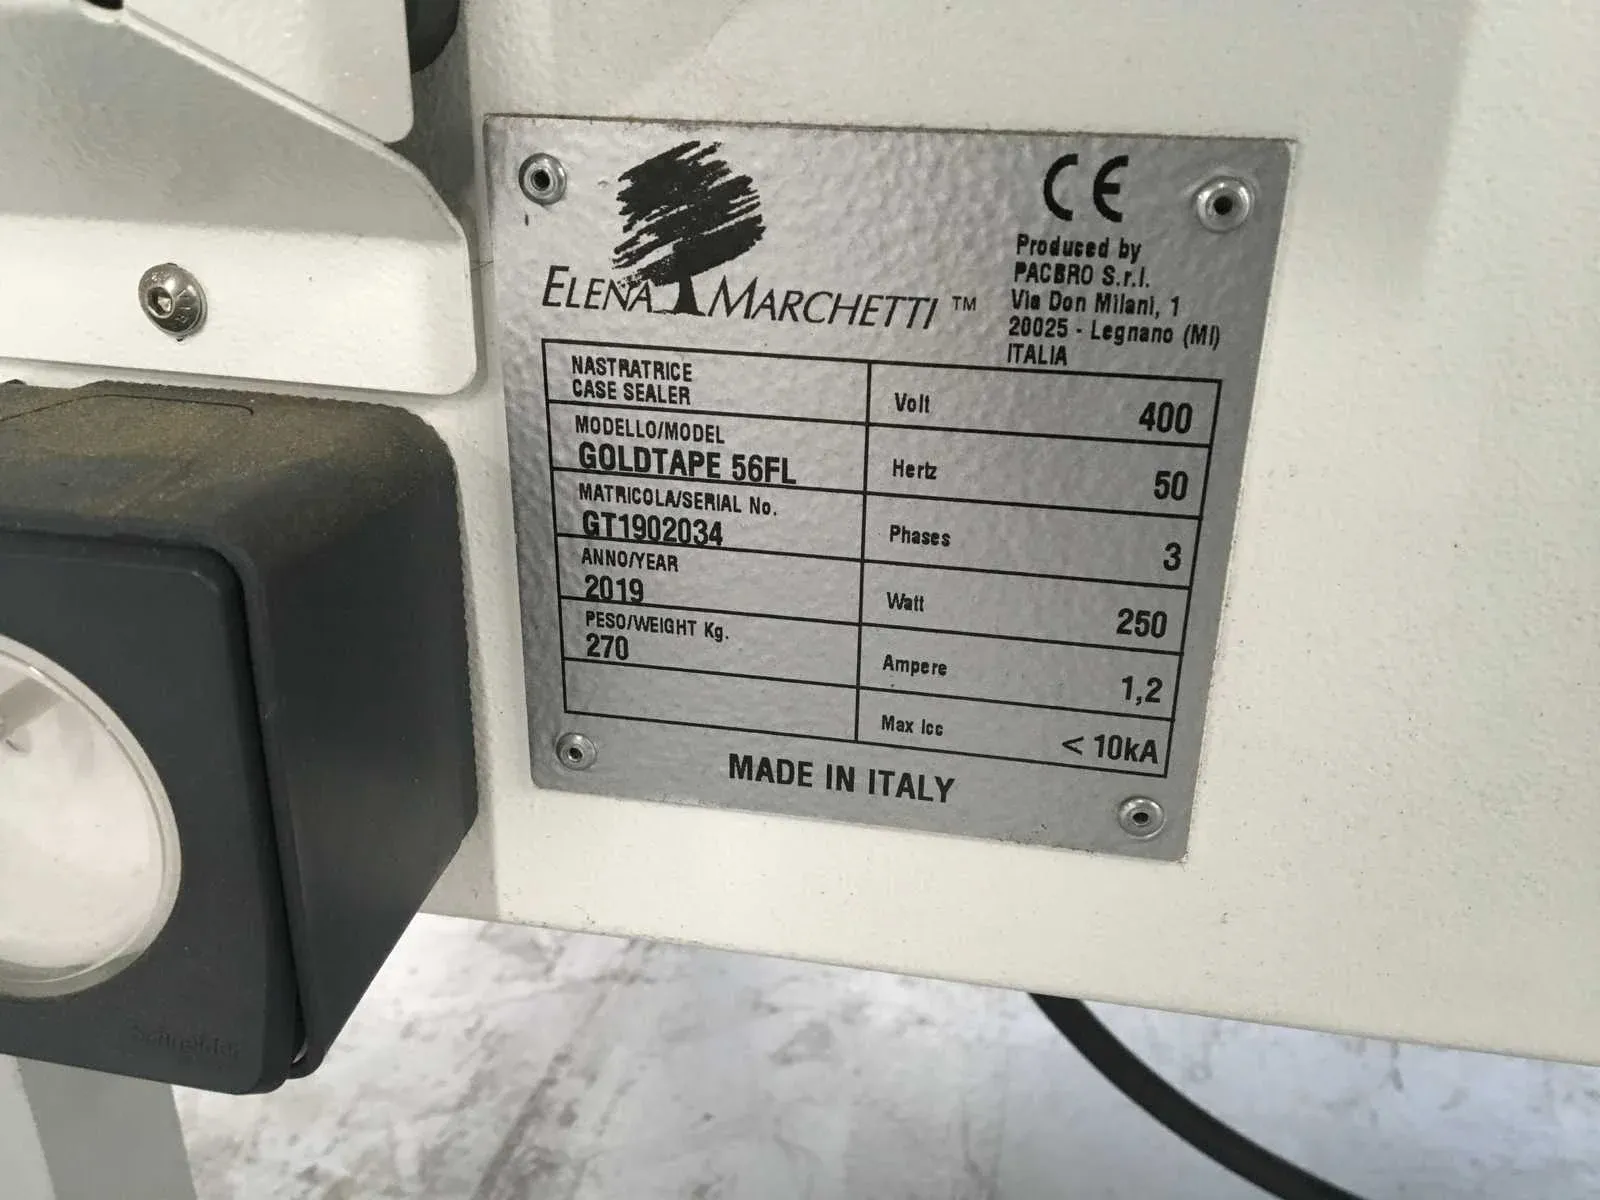 CE
Produced by
PACBRO S.r.l.
Via Don Milani, 1
20025 - Legnano (MI)
ITALIA
ELENA MARCHETTI ™
NASTRATRICE
CASE SEALER
MODELLO/MODEL
GOLDTAPE 56FL
MATRICOLA/SERIAL No.
GT1902034
ANNO/YEAR
2019
PESO/WEIGHT Kg.
270
Volt 400
Hertz 50
Phases 3
Watt 250
Ampere 1,2
Max Icc < 10kA
MADE IN ITALY
Schneider